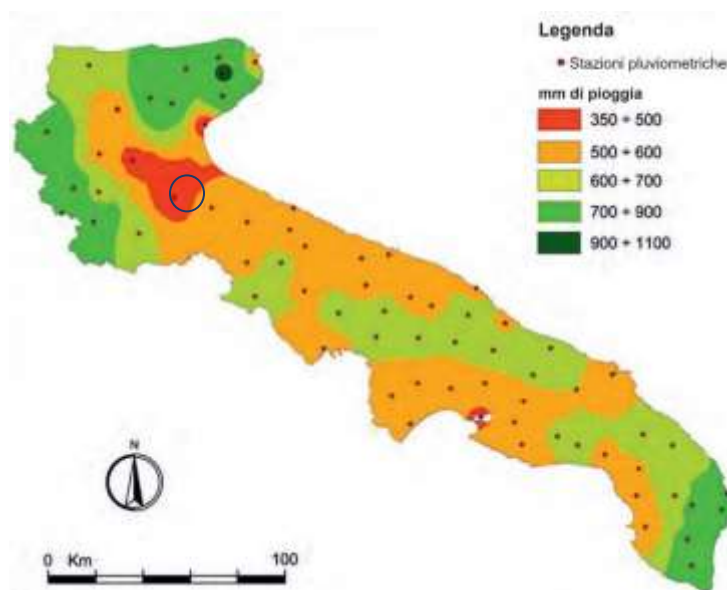 Legenda
Stazioni pluviometriche
mm di pioggia
350 ÷ 500
500 ÷ 600
600 ÷ 700
700 ÷ 900
900 ÷ 1100
N
0 Km 100